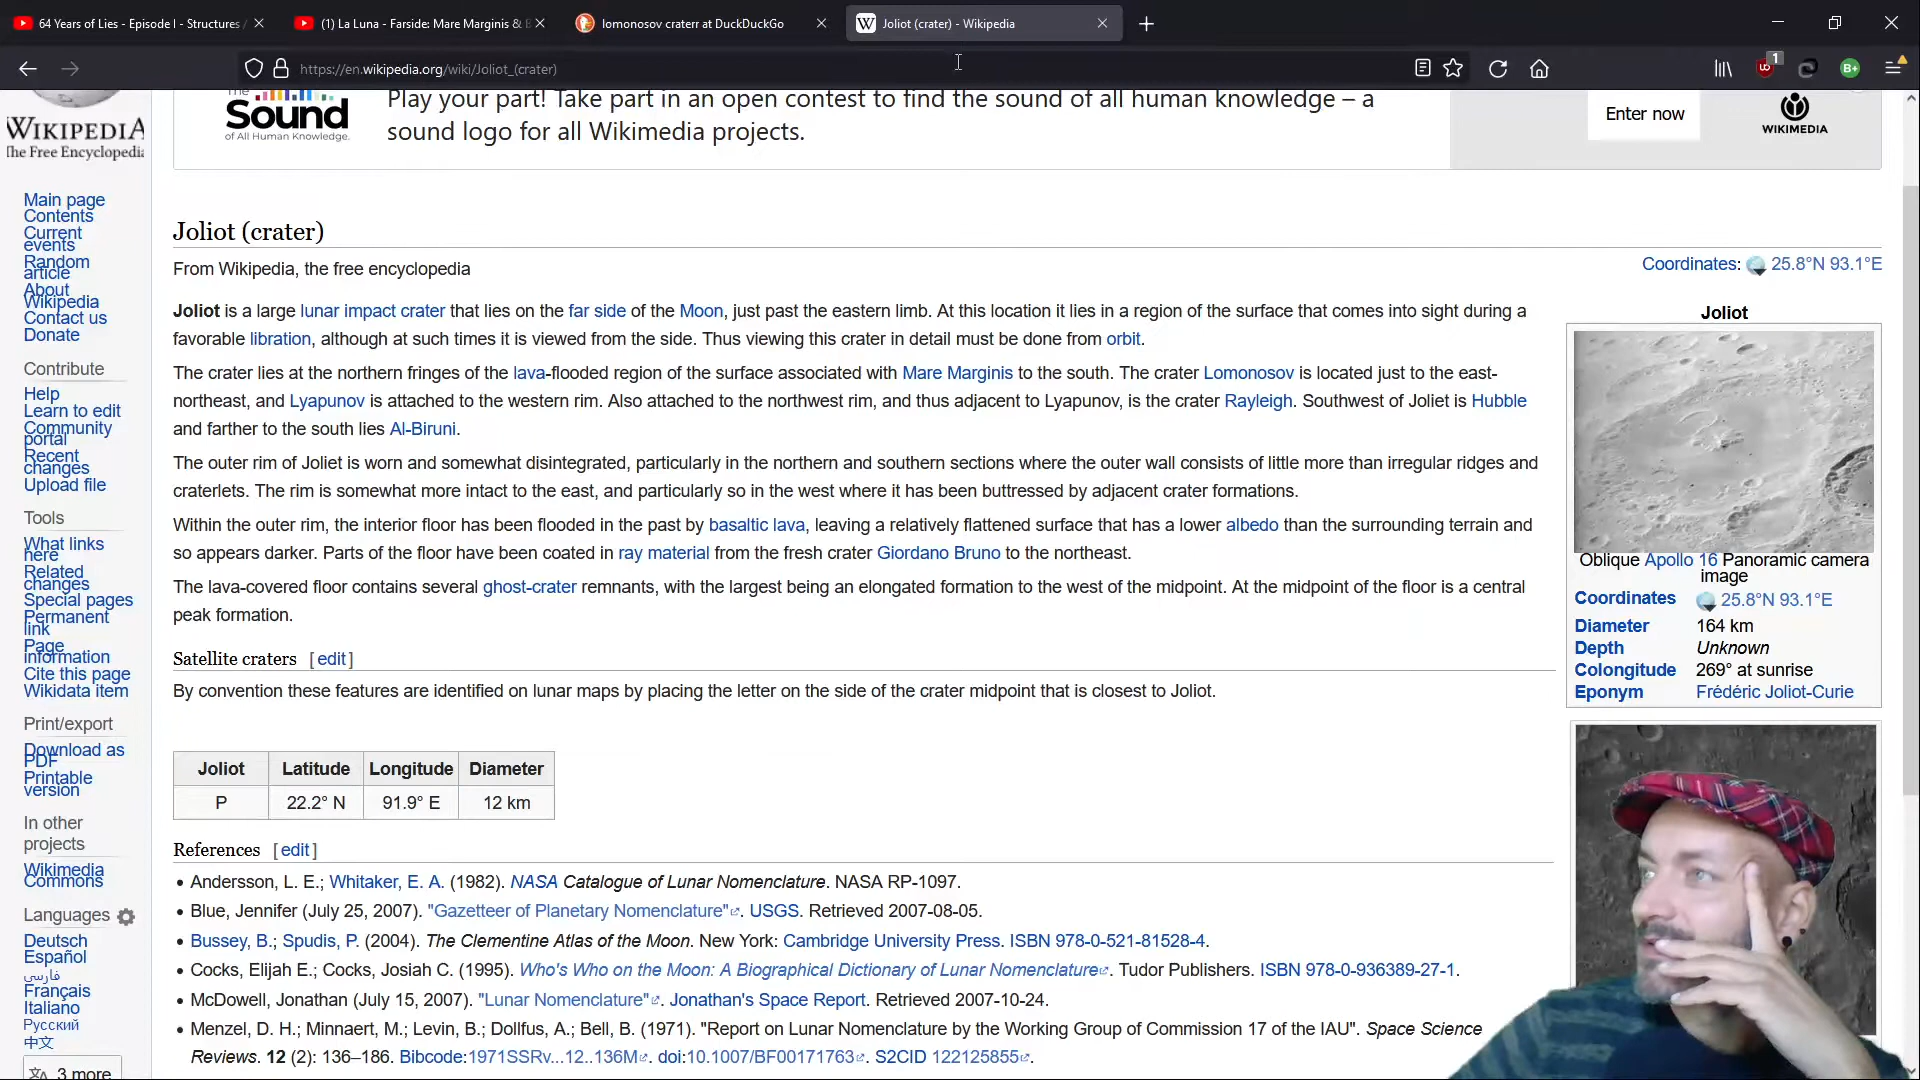 64 Years of Lies - Episode I - Structures
(1) La Luna - Farside: Mare Marginis &
lomonosov craterr at DuckDuckGo
Joliot (crater) - Wikipedia
https://en.wikipedia.org/wiki/Joliot_(crater)
1
B+
Sound
of All Human Knowledge.
Play your part! Take part in an open contest to find the sound of all human knowledge – a
sound logo for all Wikimedia projects.
Enter now
WIKIMEDIA
WIKIPEDIA
The Free Encyclopedia
Main page
Contents
Current
events
Random
article
About
Wikipedia
Contact us
Donate
Contribute
Help
Learn to edit
Community
portal
Recent
changes
Upload file
Tools
What links
here
Related
changes
Special pages
Permanent
link
Page
information
Cite this page
Wikidata item
Print/export
Download as
PDF
Printable
version
In other
projects
Wikimedia
Commons
Languages
Deutsch
Español
فارسی
Français
Italiano
Русский
中文
3 more
Joliot (crater)
From Wikipedia, the free encyclopedia
Coordinates: 25.8°N 93.1°E
Joliot is a large lunar impact crater that lies on the far side of the Moon, just past the eastern limb. At this location it lies in a region of the surface that comes into sight during a
favorable libration, although at such times it is viewed from the side. Thus viewing this crater in detail must be done from orbit.
The crater lies at the northern fringes of the lava-flooded region of the surface associated with Mare Marginis to the south. The crater Lomonosov is located just to the east-
northeast, and Lyapunov is attached to the western rim. Also attached to the northwest rim, and thus adjacent to Lyapunov, is the crater Rayleigh. Southwest of Joliet is Hubble
and farther to the south lies Al-Biruni.
The outer rim of Joliet is worn and somewhat disintegrated, particularly in the northern and southern sections where the outer wall consists of little more than irregular ridges and
craterlets. The rim is somewhat more intact to the east, and particularly so in the west where it has been buttressed by adjacent crater formations.
Within the outer rim, the interior floor has been flooded in the past by basaltic lava, leaving a relatively flattened surface that has a lower albedo than the surrounding terrain and
so appears darker. Parts of the floor have been coated in ray material from the fresh crater Giordano Bruno to the northeast.
The lava-covered floor contains several ghost-crater remnants, with the largest being an elongated formation to the west of the midpoint. At the midpoint of the floor is a central
peak formation.
Satellite craters [edit]
By convention these features are identified on lunar maps by placing the letter on the side of the crater midpoint that is closest to Joliot.
Joliot Latitude Longitude Diameter
P 22.2° N 91.9° E 12 km
References [edit]
• Andersson, L. E.; Whitaker, E. A. (1982). NASA Catalogue of Lunar Nomenclature. NASA RP-1097.
• Blue, Jennifer (July 25, 2007). "Gazetteer of Planetary Nomenclature". USGS. Retrieved 2007-08-05.
• Bussey, B.; Spudis, P. (2004). The Clementine Atlas of the Moon. New York: Cambridge University Press. ISBN 978-0-521-81528-4.
• Cocks, Elijah E.; Cocks, Josiah C. (1995). Who's Who on the Moon: A Biographical Dictionary of Lunar Nomenclature. Tudor Publishers. ISBN 978-0-936389-27-1.
• McDowell, Jonathan (July 15, 2007). "Lunar Nomenclature". Jonathan's Space Report. Retrieved 2007-10-24.
• Menzel, D. H.; Minnaert, M.; Levin, B.; Dollfus, A.; Bell, B. (1971). "Report on Lunar Nomenclature by the Working Group of Commission 17 of the IAU". Space Science
Reviews. 12 (2): 136–186. Bibcode:1971SSRv...12..136M. doi:10.1007/BF00171763. S2CID 122125855.
Joliot
Oblique Apollo 16 Panoramic camera
image
Coordinates 25.8°N 93.1°E
Diameter 164 km
Depth Unknown
Colongitude 269° at sunrise
Eponym Frédéric Joliot-Curie